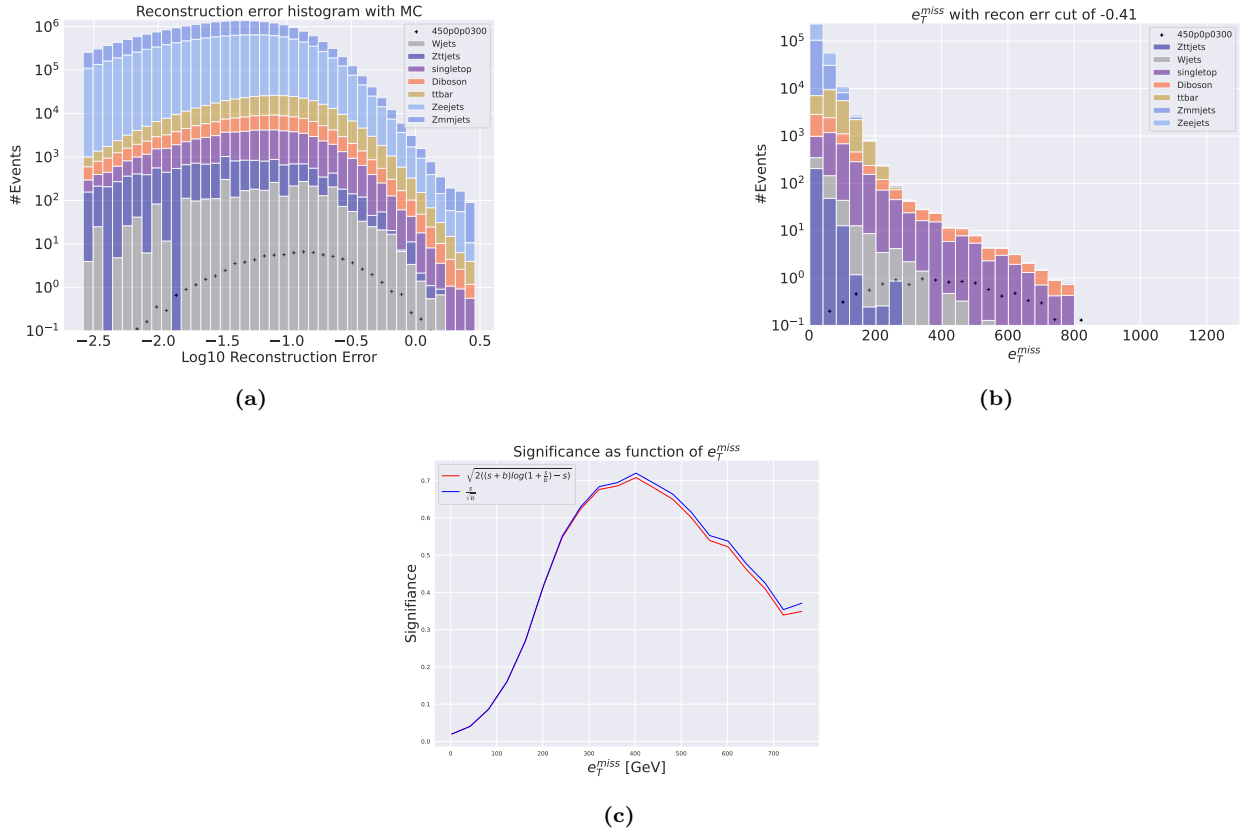 Reconstruction error histogram with MC
#Events
10^6
10^5
10^4
10^3
10^2
10^1
10^0
10^−1
450p0p0300
Wjets
Zttjets
singletop
Diboson
ttbar
Zeejets
Zmmjets
−2.5 −2.0 −1.5 −1.0 −0.5 0.0 0.5
Log10 Reconstruction Error
(a)
e_T^{miss} with recon err cut of -0.41
#Events
10^5
10^4
10^3
10^2
10^1
10^0
10^−1
450p0p0300
Zttjets
Wjets
singletop
Diboson
ttbar
Zmmjets
Zeejets
0 200 400 600 800 1000 1200
e_T^{miss}
(b)
Significance as function of e_T^{miss}
Signifiance
0.7
0.6
0.5
0.4
0.3
0.2
0.1
0.0
\sqrt{2((s+b)log(1+\frac{s}{b})−s)}
\frac{s}{\sqrt{b}}
0 100 200 300 400 500 600 700
e_T^{miss} [GeV]
(c)